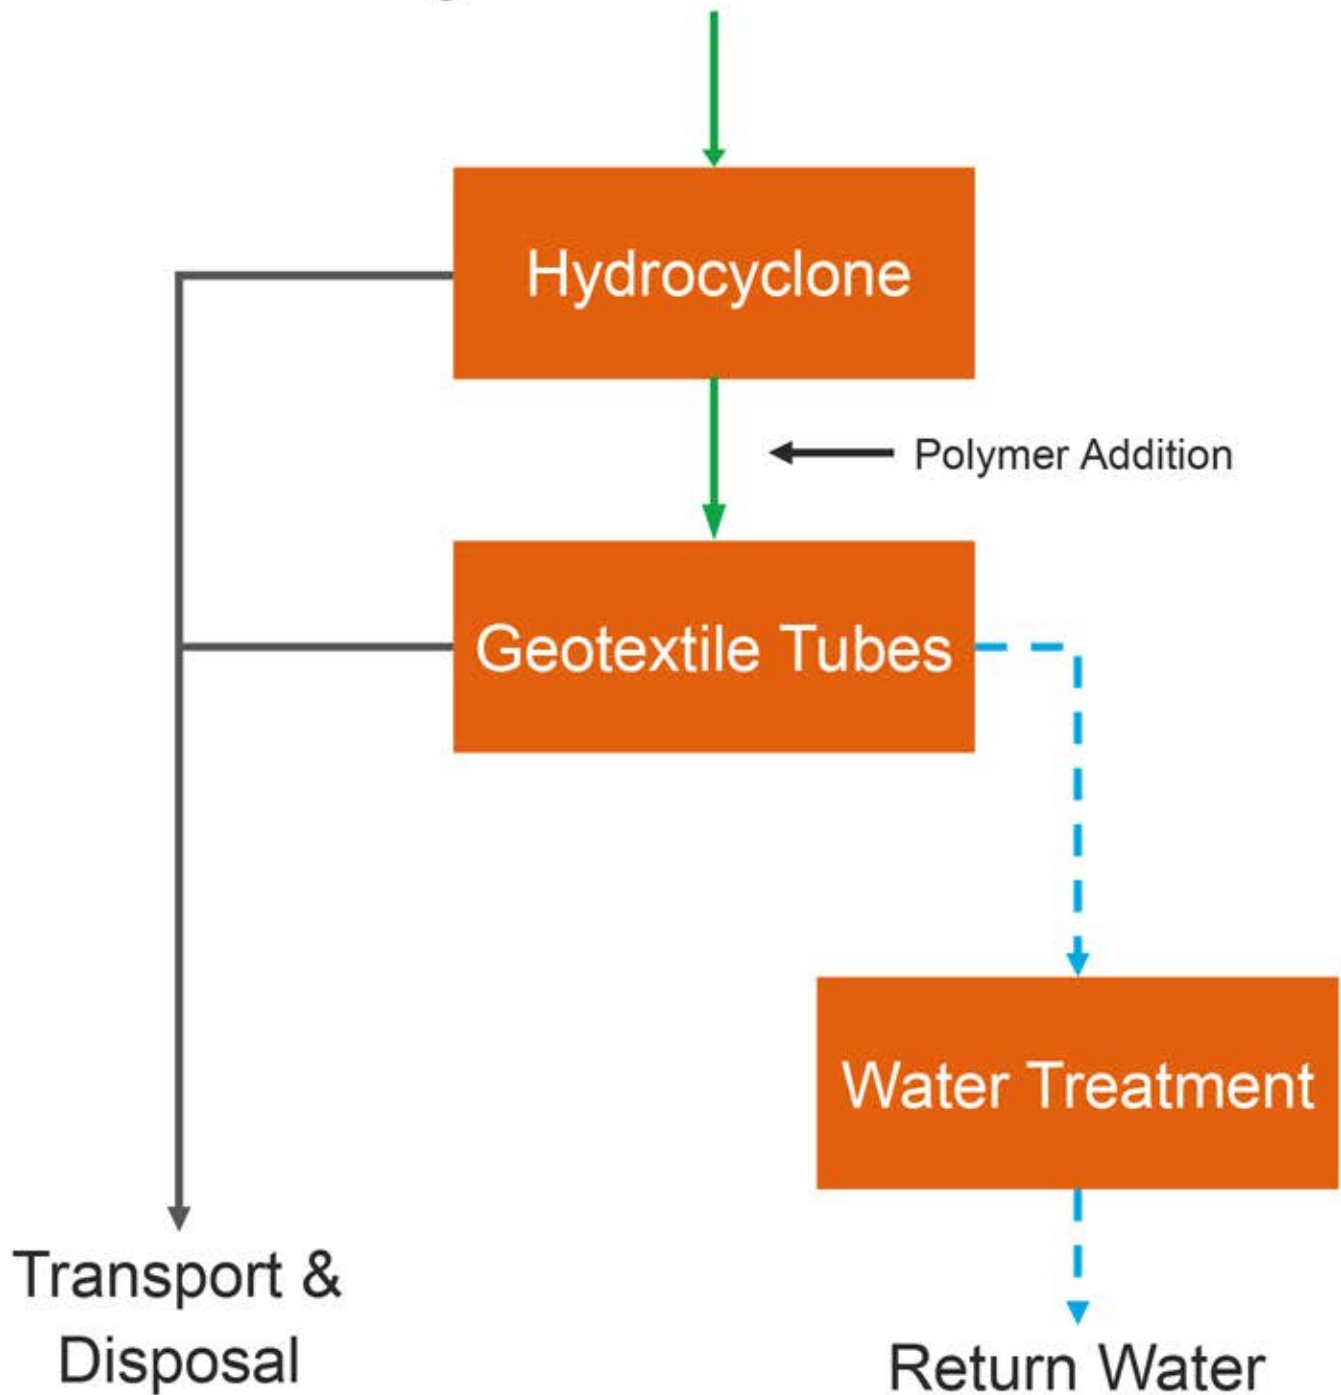 Hydrocyclone
Polymer Addition
Geotextile Tubes
Water Treatment
Transport &
Disposal
Return Water